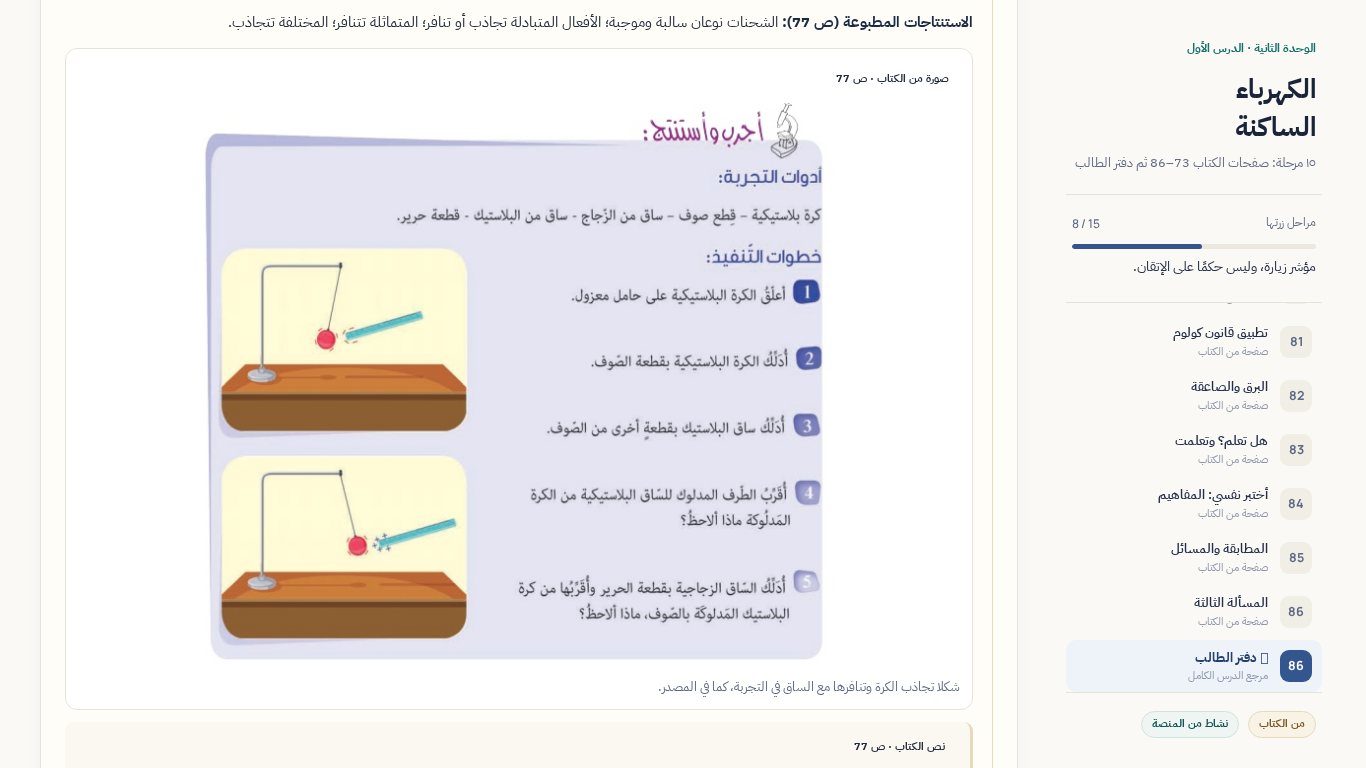 الوحدة الثانية · الدرس الأول
الكهرباء
الساكنة
١٥ مرحلة: صفحات الكتاب 73–86 ثم دفتر الطالب
مراحل زرتها
8 / 15
مؤشر زيارة، وليس حكمًا على الإتقان.
81
تطبيق قانون كولوم
صفحة من الكتاب
82
البرق والصاعقة
صفحة من الكتاب
83
هل تعلم؟ وتعلمت
صفحة من الكتاب
84
أختبر نفسي: المفاهيم
صفحة من الكتاب
85
المطابقة والمسائل
صفحة من الكتاب
86
المسألة الثالثة
صفحة من الكتاب
86
دفتر الطالب
مرجع الدرس الكامل
من الكتاب
نشاط من المنصة
الاستنتاجات المطبوعة (ص 77): الشحنات نوعان سالبة وموجبة؛ الأفعال المتبادلة تجاذب أو تنافر؛ المتماثلة تتنافر؛ المختلفة تتجاذب.
صورة من الكتاب · ص 77
أجرب وأستنتج:
أدوات التجربة:
كرة بلاستيكية – قِطع صوف – ساق من الزّجاج - ساق من البلاستيك - قطعة حرير.
خطوات التَّنفيذ:
1 أعلّقُ الكرة البلاستيكية على حامل معزول.
2 أُدَلّكُ الكرة البلاستيكية بقطعة الصّوف.
3 أُدَلّكُ ساق البلاستيك بقطعةٍ أخرى من الصّوف.
4 أُقَرّبُ الطّرف المدلوك للسّاق البلاستيكية من الكرة
المَدلُوكة ماذا ألاحظُ؟
5 أُدَلّكُ السّاق الزجاجية بقطعة الحرير وأُقَرّبُها من كرة
البلاستيك المَدلوكَة بالصّوف، ماذا ألاحظُ؟
شكلا تجاذب الكرة وتنافرها مع الساق في التجربة، كما في المصدر.
نص الكتاب · ص 77